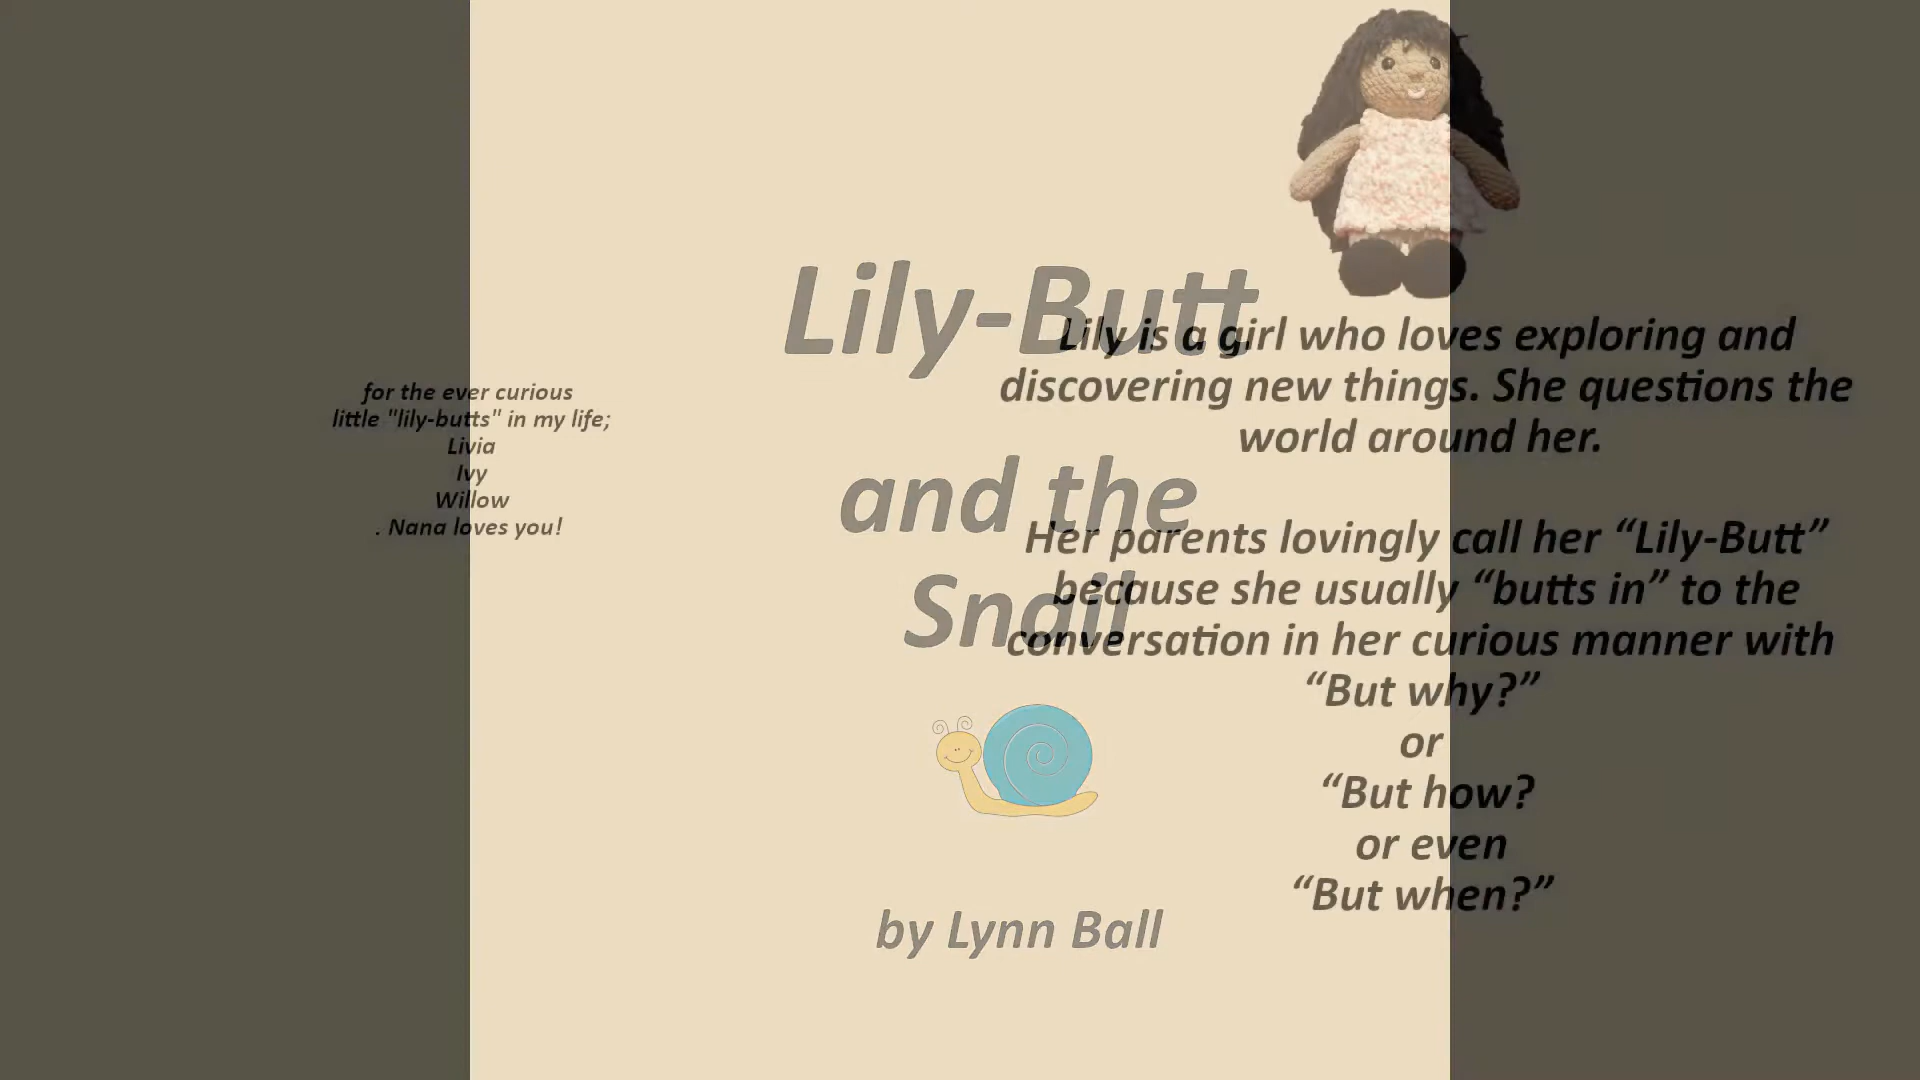 Lily-Butt
and the
Snail
by Lynn Ball
for the ever curious
little "lily-butts" in my life;
Livia
Ivy
Willow
. Nana loves you!
Lily is a girl who loves exploring and
discovering new things. She questions the
world around her.
Her parents lovingly call her “Lily-Butt”
because she usually “butts in” to the
conversation in her curious manner with
“But why?”
or
“But how?
or even
“But when?”